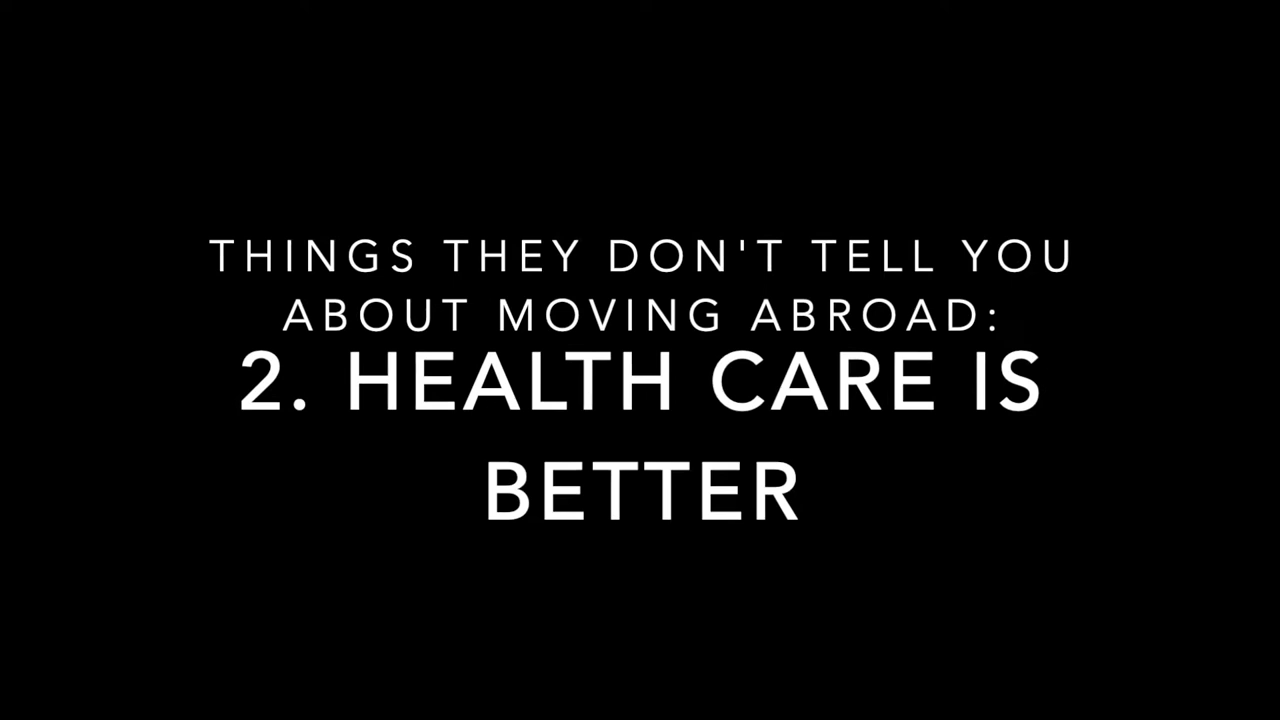 THINGS THEY DON'T TELL YOU
ABOUT MOVING ABROAD:
2. HEALTH CARE IS
BETTER